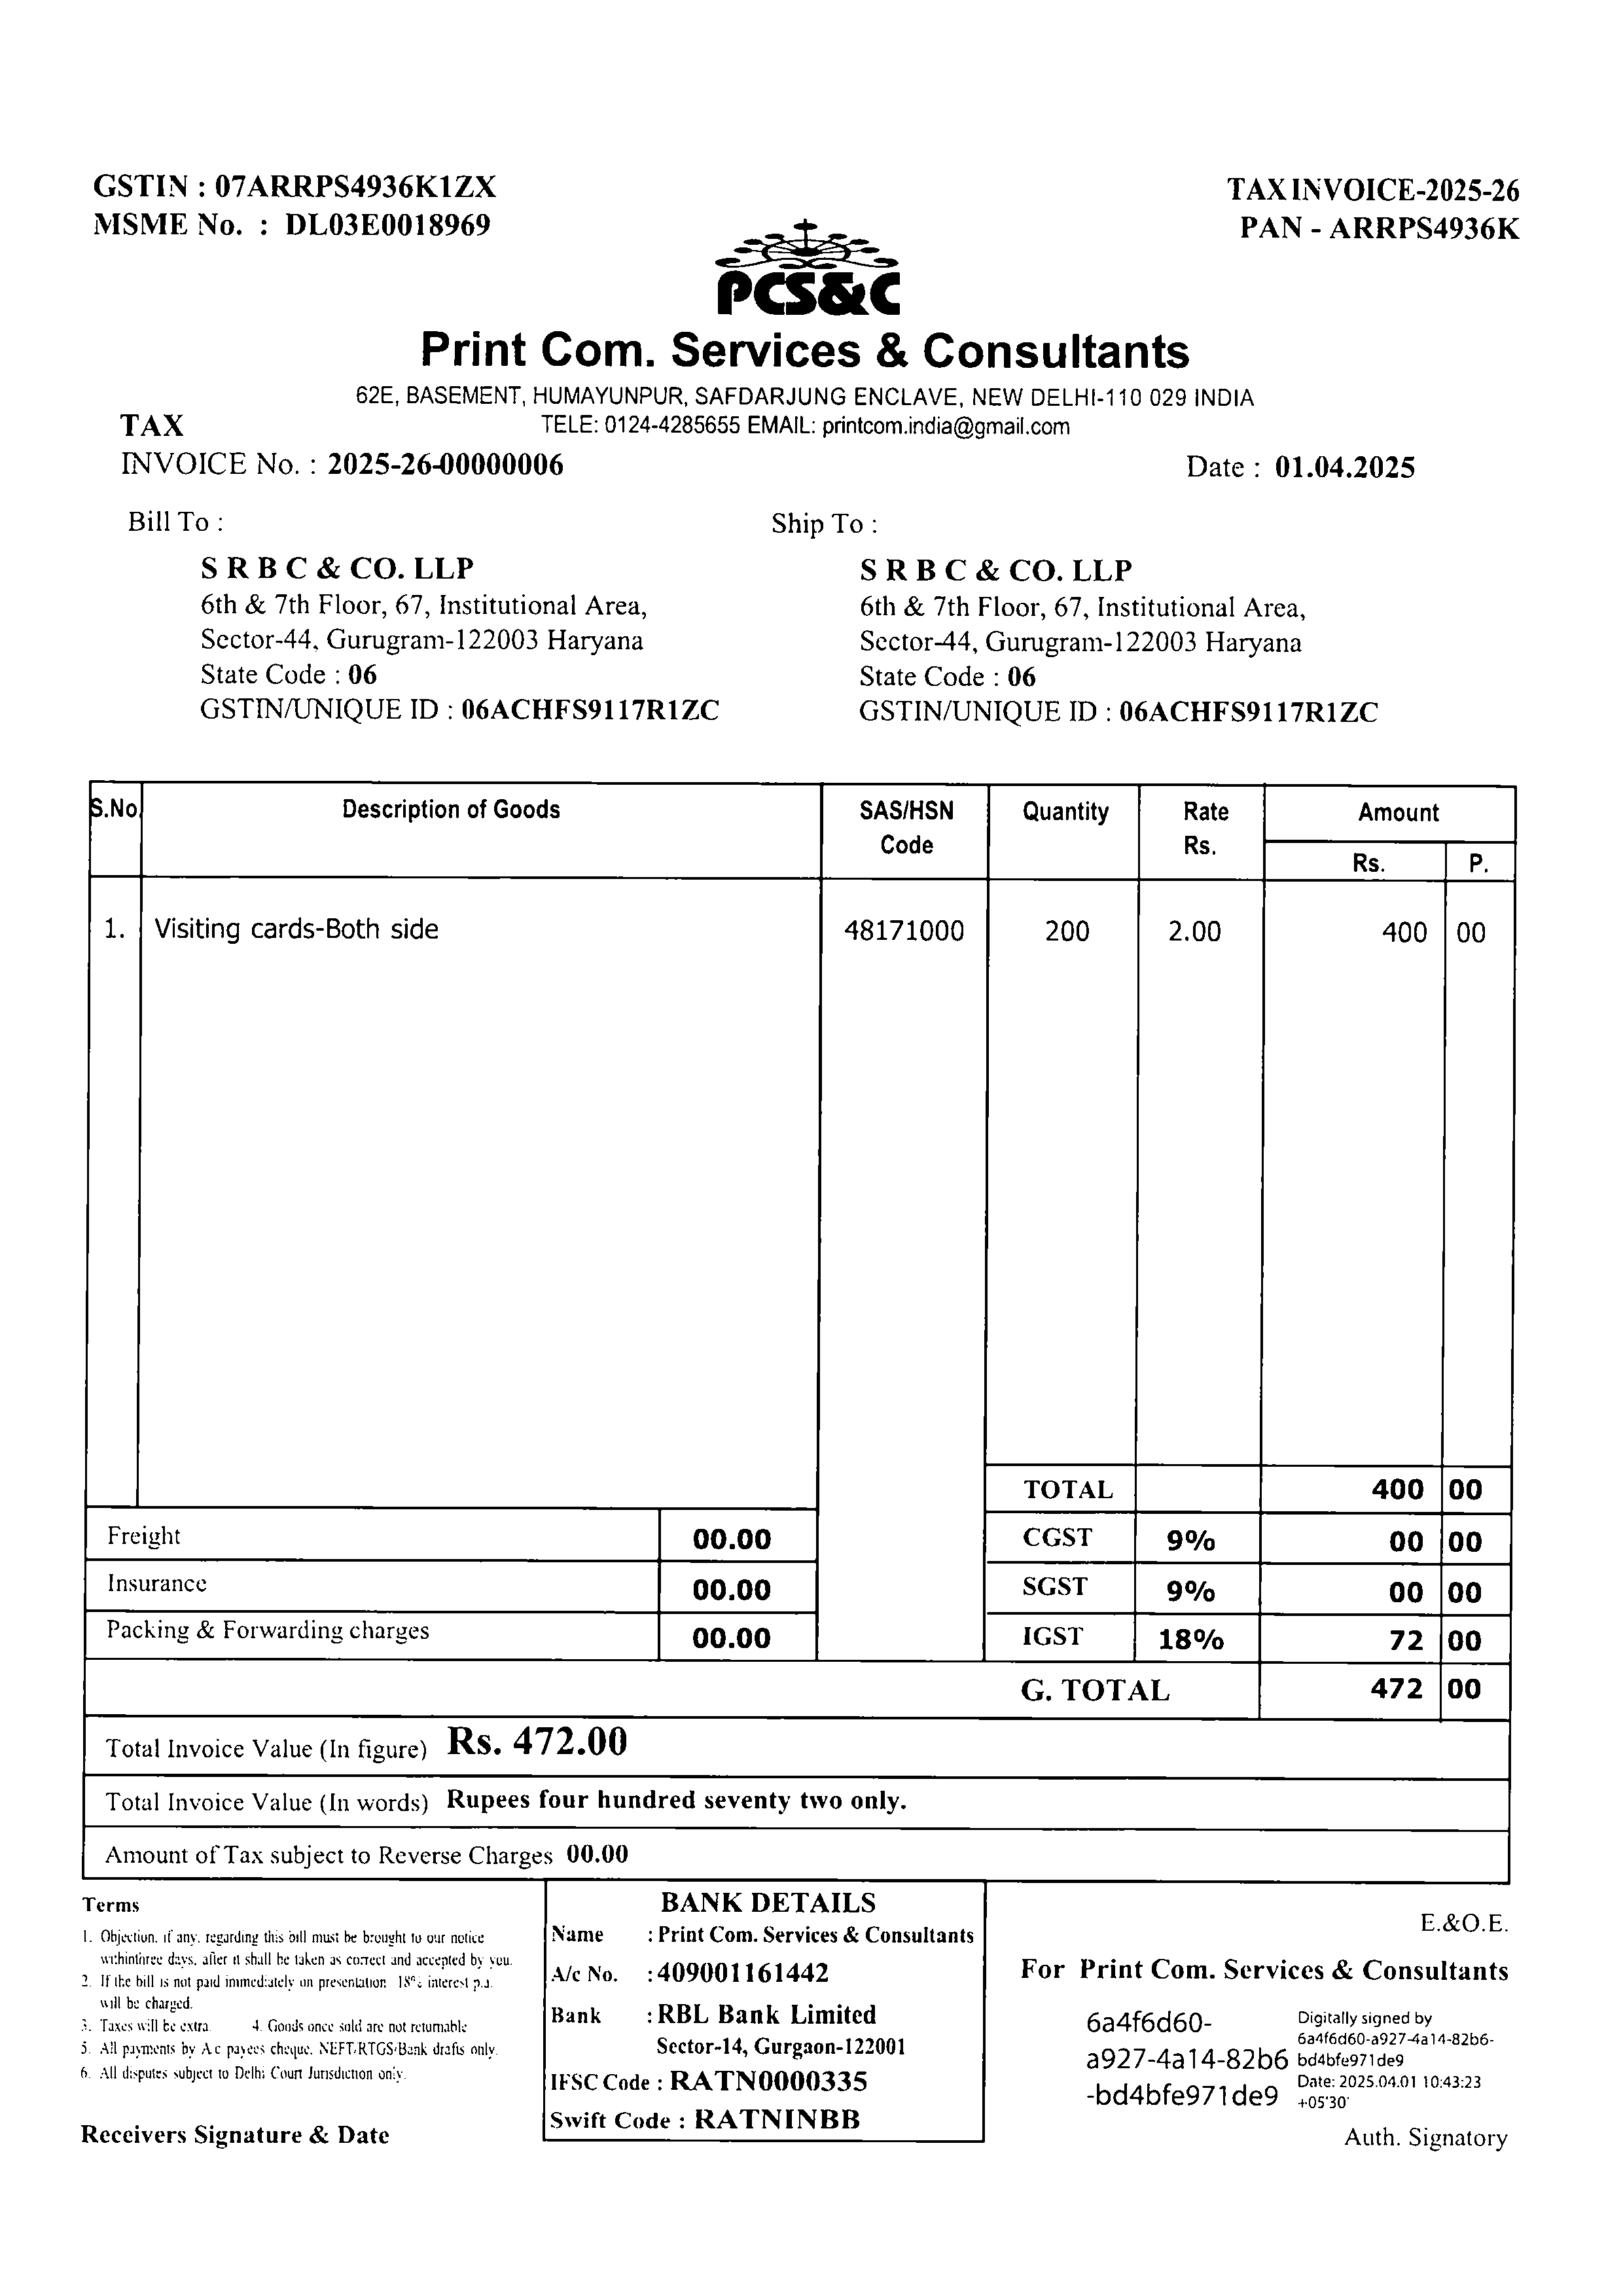 GSTIN : 07ARRPS4936K1ZX
TAX INVOICE-2025-26
MSME No. : DL03E0018969
PAN - ARRPS4936K
PCS&C
Print Com. Services & Consultants
62E, BASEMENT, HUMAYUNPUR, SAFDARJUNG ENCLAVE, NEW DELHI-110 029 INDIA
TELE: 0124-4285655 EMAIL: printcom.india@gmail.com
TAX
INVOICE No. : 2025-26-00000006
Date : 01.04.2025
Bill To :
S R B C & CO. LLP
6th & 7th Floor, 67, Institutional Area,
Sector-44, Gurugram-122003 Haryana
State Code : 06
GSTIN/UNIQUE ID : 06ACHFS9117R1ZC
Ship To :
S R B C & CO. LLP
6th & 7th Floor, 67, Institutional Area,
Sector-44, Gurugram-122003 Haryana
State Code : 06
GSTIN/UNIQUE ID : 06ACHFS9117R1ZC
S.No. Description of Goods SAS/HSN Code Quantity Rate Rs. Amount
Rs. P.
1. Visiting cards-Both side 48171000 200 2.00 400 00
TOTAL 400 00
Freight 00.00 CGST 9% 00 00
Insurance 00.00 SGST 9% 00 00
Packing & Forwarding charges 00.00 IGST 18% 72 00
G. TOTAL 472 00
Total Invoice Value (In figure) Rs. 472.00
Total Invoice Value (In words) Rupees four hundred seventy two only.
Amount of Tax subject to Reverse Charges 00.00
Terms
1. Objection, if any, regarding this bill must be brought to our notice
withinthree days, after it shall be taken as correct and accepted by you.
2. If the bill is not paid immediately on presentation 18% interest p.a.
will be charged.
3. Taxes will be extra 4. Goods once sold are not returnable
5. All payments by A c payees cheque, NEFT/RTGS/Bank drafts only.
6. All disputes subject to Delhi Court Jurisdiction only.
Receivers Signature & Date
BANK DETAILS
Name : Print Com. Services & Consultants
A/c No. : 409001161442
Bank : RBL Bank Limited
Sector-14, Gurgaon-122001
IFSC Code : RATN0000335
Swift Code : RATNINBB
E.&O.E.
For Print Com. Services & Consultants
6a4f6d60-
a927-4a14-82b6
-bd4bfe971de9
Digitally signed by
6a4f6d60-a927-4a14-82b6-
bd4bfe971de9
Date: 2025.04.01 10:43:23
+05'30'
Auth. Signatory